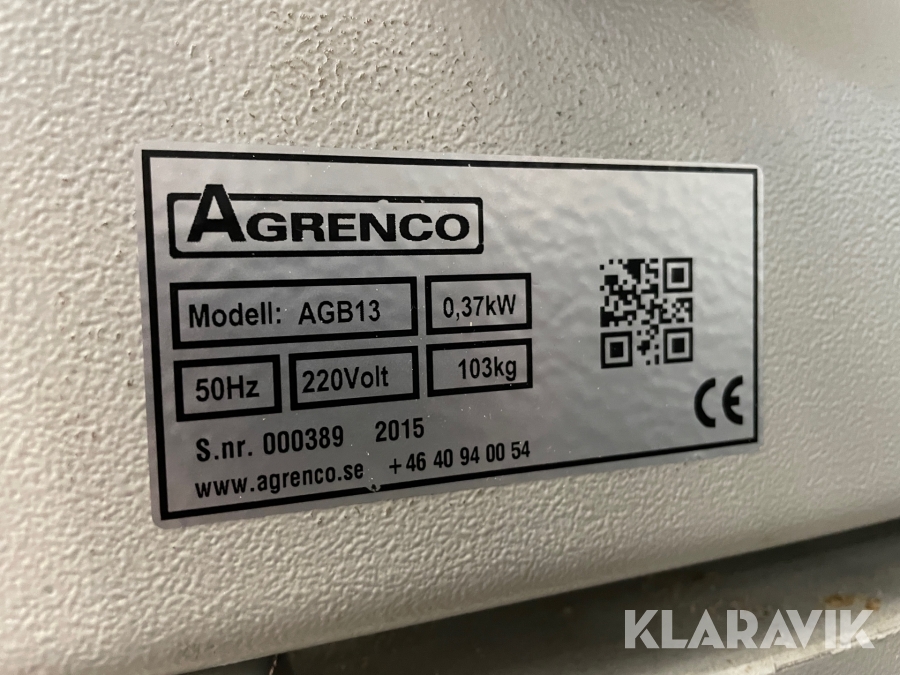 AGRENCO
Modell: AGB13 0,37kW
50Hz 220Volt 103kg
S.nr. 000389 2015
www.agrenco.se +46 40 94 00 54
CE
KLARAVIK